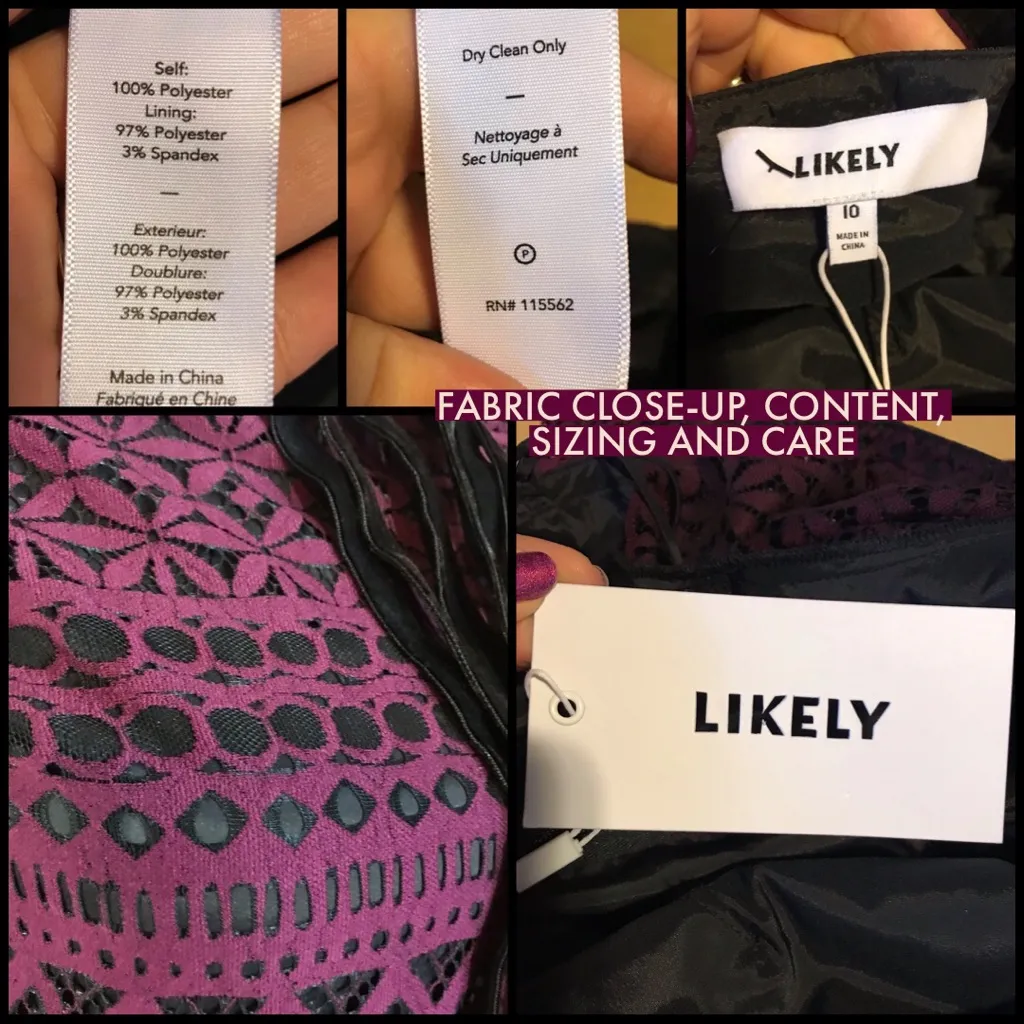 Self:
100% Polyester
Lining:
97% Polyester
3% Spandex
—
Exterieur:
100% Polyester
Doublure:
97% Polyester
3% Spandex
Made in China
Fabriqué en Chine
Dry Clean Only
—
Nettoyage à
Sec Uniquement
P
RN# 115562
LIKELY
10
MADE IN
CHINA
FABRIC CLOSE-UP, CONTENT,
SIZING AND CARE
LIKELY